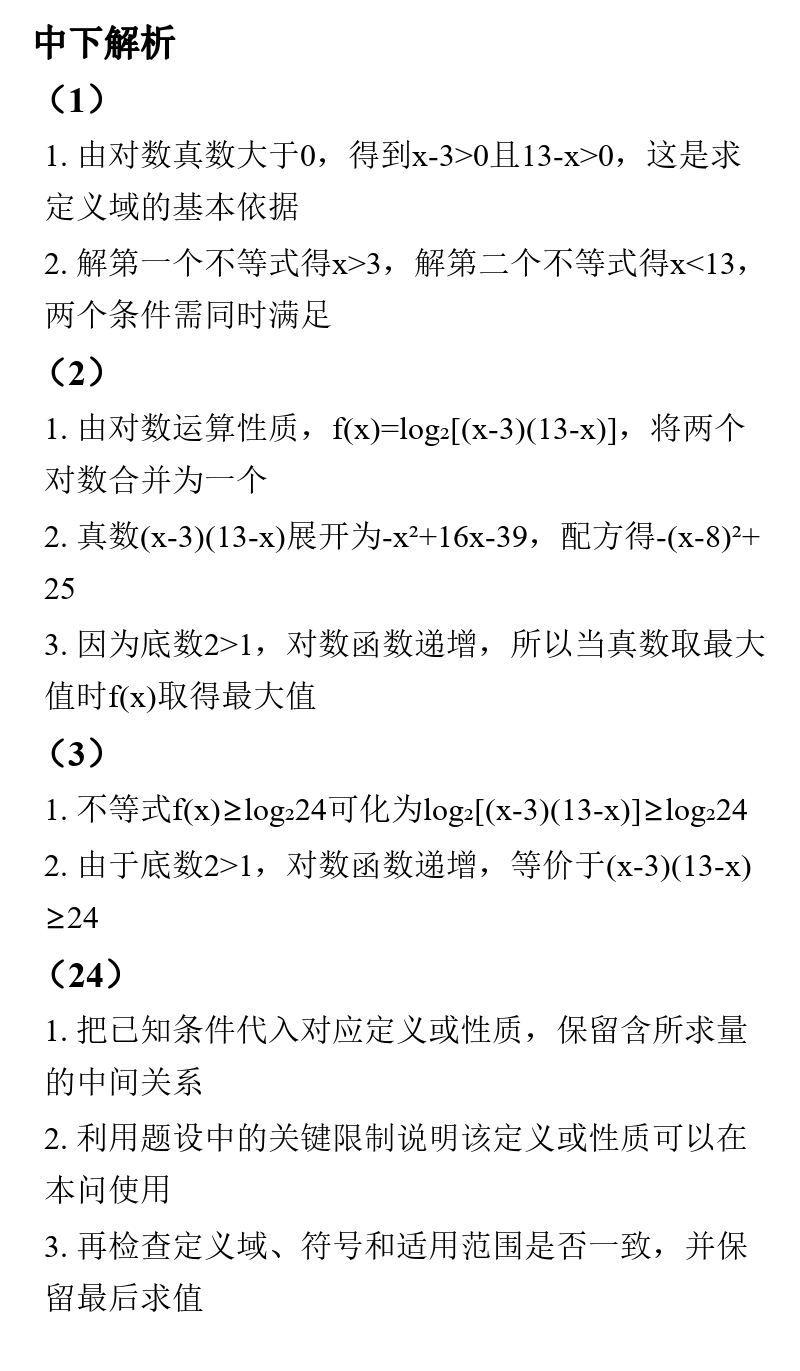 中下解析
（1）
1. 由对数真数大于0，得到x-3>0且13-x>0，这是求
定义域的基本依据
2. 解第一个不等式得x>3，解第二个不等式得x<13，
两个条件需同时满足
（2）
1. 由对数运算性质，f(x)=log₂[(x-3)(13-x)]，将两个
对数合并为一个
2. 真数(x-3)(13-x)展开为-x²+16x-39，配方得-(x-8)²+
25
3. 因为底数2>1，对数函数递增，所以当真数取最大
值时f(x)取得最大值
（3）
1. 不等式f(x)≥log₂24可化为log₂[(x-3)(13-x)]≥log₂24
2. 由于底数2>1，对数函数递增，等价于(x-3)(13-x)
≥24
（24）
1. 把已知条件代入对应定义或性质，保留含所求量
的中间关系
2. 利用题设中的关键限制说明该定义或性质可以在
本问使用
3. 再检查定义域、符号和适用范围是否一致，并保
留最后求值